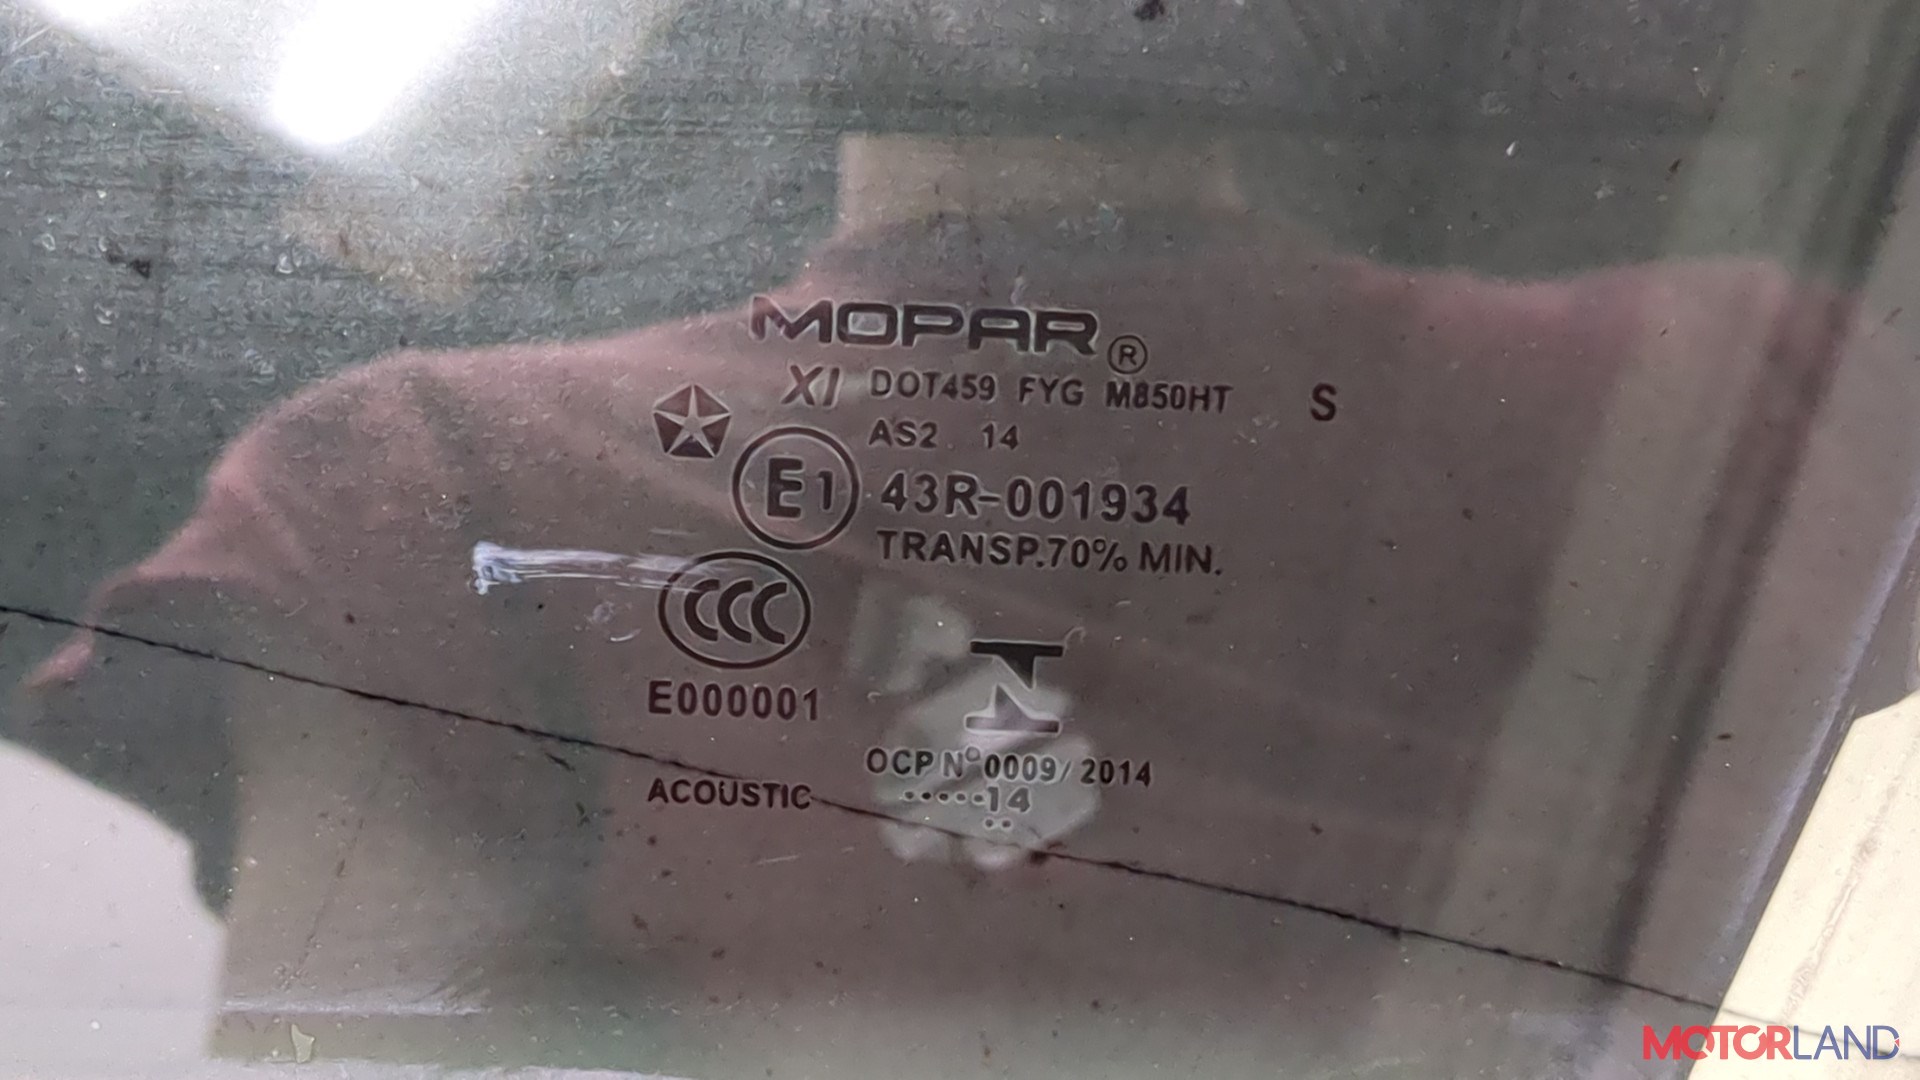 MOPAR®
XI DOT459 FYG M850HT S
AS2 14
E1 43R-001934
TRANSP.70% MIN.
CCC
E000001
OCP Nº0009/2014
ACOUSTIC
·····14
··
MOTORLAND